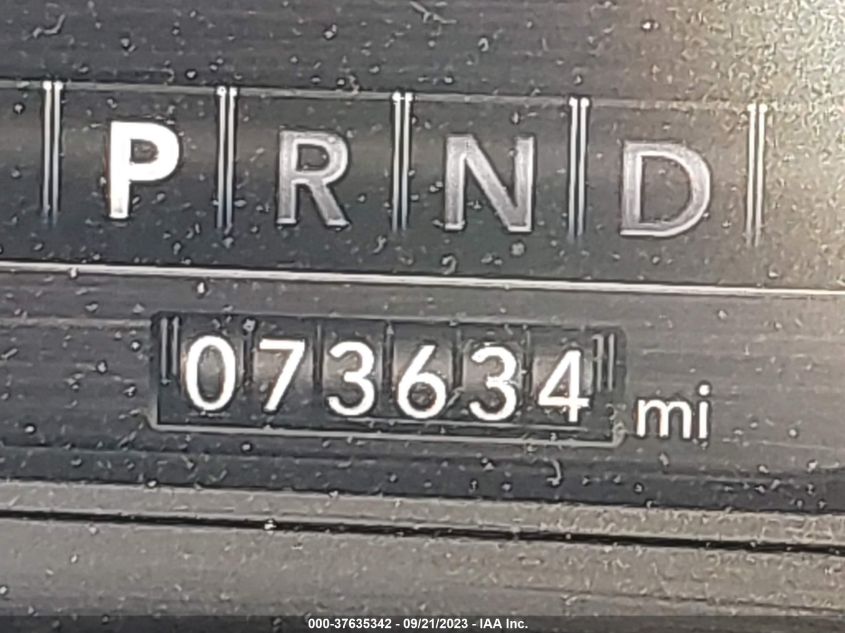 P R N D
073634 mi
000-37635342 - 09/21/2023 - IAA Inc.